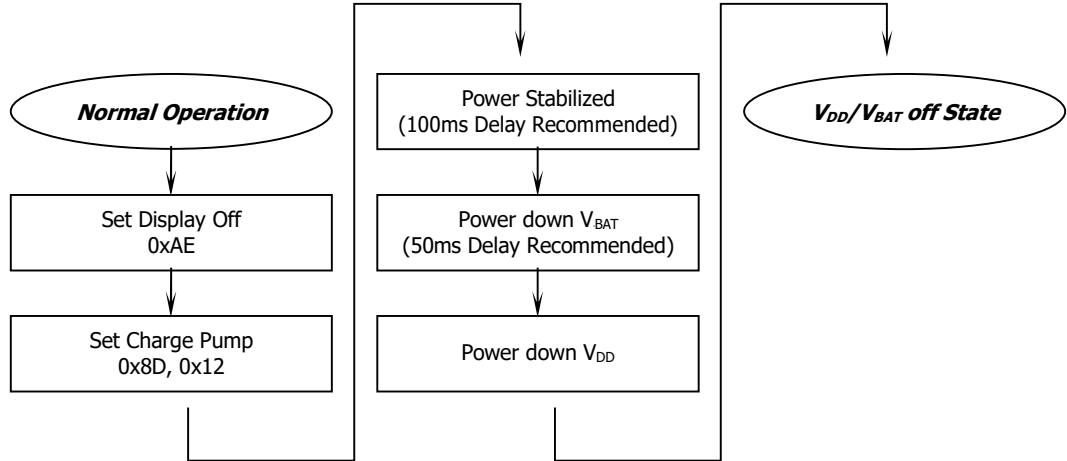 Normal Operation
Set Display Off
0xAE
Set Charge Pump
0x8D, 0x12
Power Stabilized
(100ms Delay Recommended)
Power down VBAT
(50ms Delay Recommended)
Power down VDD
VDD/VBAT off State